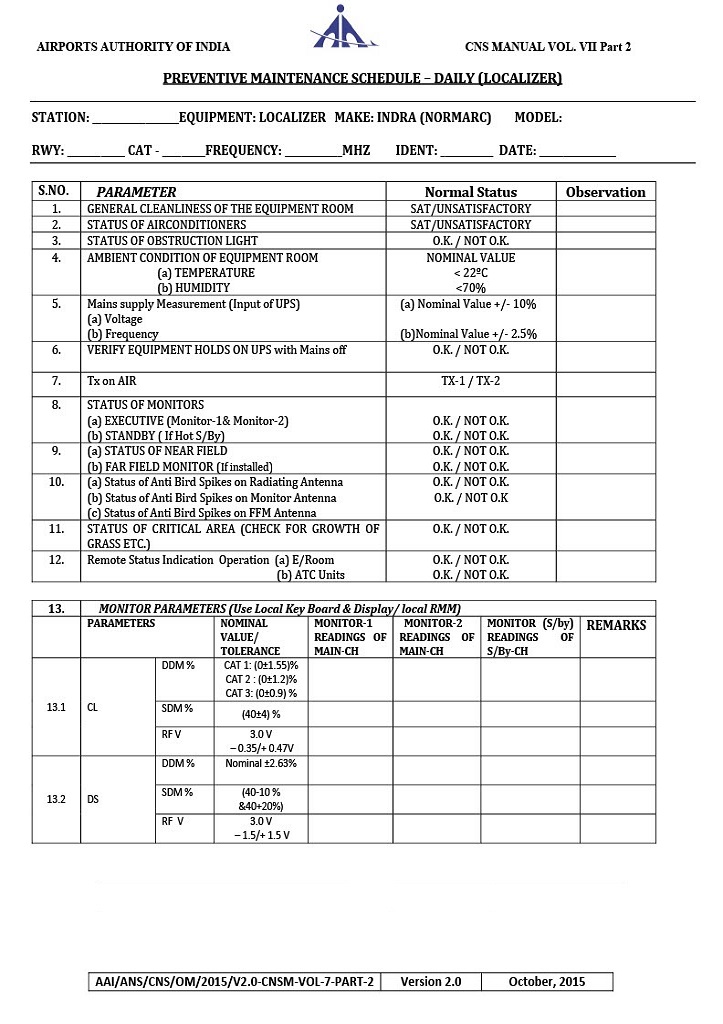 AIRPORTS AUTHORITY OF INDIA CNS MANUAL VOL. VII Part 2
PREVENTIVE MAINTENANCE SCHEDULE – DAILY (LOCALIZER)
STATION: ________________EQUIPMENT: LOCALIZER MAKE: INDRA (NORMARC) MODEL:
RWY: __________ CAT - _______FREQUENCY: __________MHZ IDENT: _________ DATE: _____________
S.NO. PARAMETER Normal Status Observation
1. GENERAL CLEANLINESS OF THE EQUIPMENT ROOM SAT/UNSATISFACTORY
2. STATUS OF AIRCONDITIONERS SAT/UNSATISFACTORY
3. STATUS OF OBSTRUCTION LIGHT O.K. / NOT O.K.
4. AMBIENT CONDITION OF EQUIPMENT ROOM NOMINAL VALUE
(a) TEMPERATURE < 22ºC
(b) HUMIDITY <70%
5. Mains supply Measurement (Input of UPS) (a) Nominal Value +/- 10%
(a) Voltage
(b) Frequency (b)Nominal Value +/- 2.5%
6. VERIFY EQUIPMENT HOLDS ON UPS with Mains off O.K. / NOT O.K.
7. Tx on AIR TX-1 / TX-2
8. STATUS OF MONITORS
(a) EXECUTIVE (Monitor-1& Monitor-2) O.K. / NOT O.K.
(b) STANDBY ( If Hot S/By) O.K. / NOT O.K.
9. (a) STATUS OF NEAR FIELD O.K. / NOT O.K.
(b) FAR FIELD MONITOR (If installed) O.K. / NOT O.K.
10. (a) Status of Anti Bird Spikes on Radiating Antenna O.K. / NOT O.K.
(b) Status of Anti Bird Spikes on Monitor Antenna O.K. / NOT O.K
(c) Status of Anti Bird Spikes on FFM Antenna
11. STATUS OF CRITICAL AREA (CHECK FOR GROWTH OF O.K. / NOT O.K.
GRASS ETC.)
12. Remote Status Indication Operation (a) E/Room O.K. / NOT O.K.
(b) ATC Units O.K. / NOT O.K.
13. MONITOR PARAMETERS (Use Local Key Board & Display/ local RMM)
PARAMETERS NOMINAL MONITOR-1 MONITOR-2 MONITOR (S/by) REMARKS
VALUE/ READINGS OF READINGS OF READINGS OF
TOLERANCE MAIN-CH MAIN-CH S/By-CH
DDM % CAT 1: (0±1.55)%
CAT 2 : (0±1.2)%
CAT 3: (0±0.9) %
13.1 CL SDM % (40±4) %
RF V 3.0 V
– 0.35/+ 0.47V
DDM % Nominal ±2.63%
13.2 DS SDM % (40-10 %
&40+20%)
RF V 3.0 V
– 1.5/+ 1.5 V
AAI/ANS/CNS/OM/2015/V2.0-CNSM-VOL-7-PART-2 Version 2.0 October, 2015